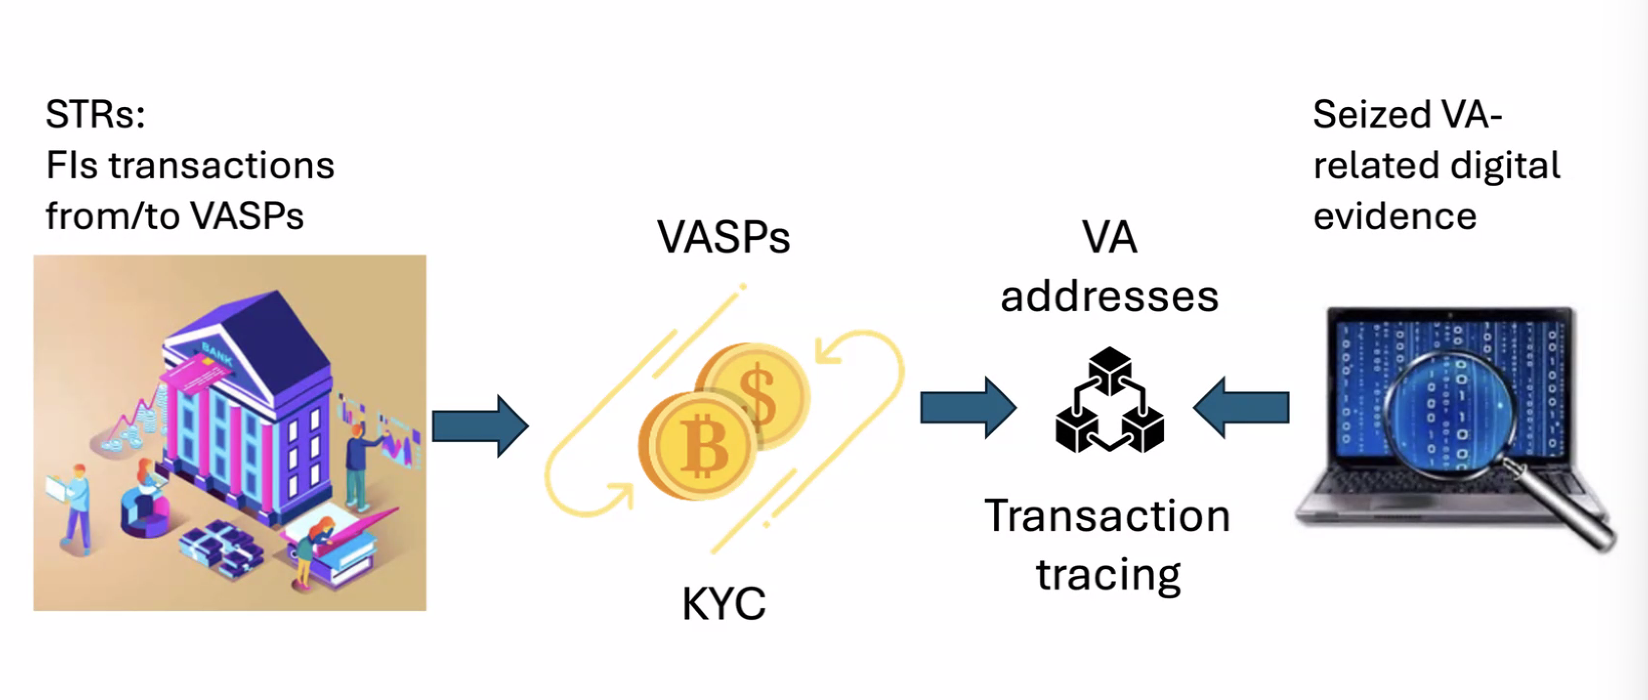 STRs:
FIs transactions
from/to VASPs
BANK
VASPs
KYC
VA
addresses
Transaction
tracing
Seized VA-
related digital
evidence